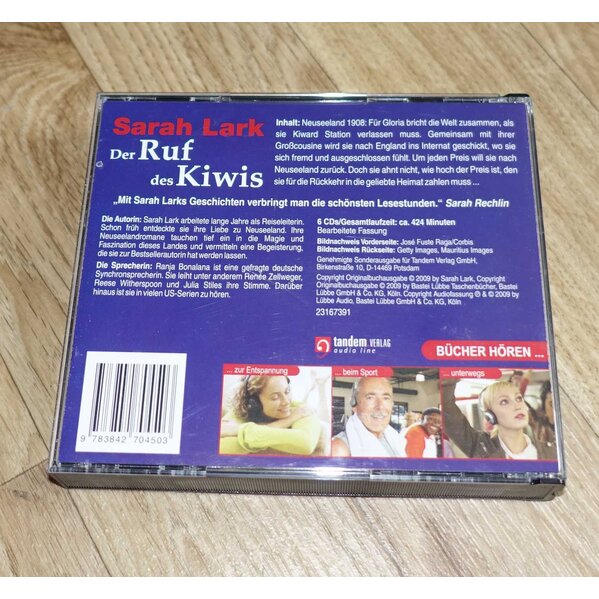 Sarah Lark
Der Ruf
des Kiwis
Inhalt: Neuseeland 1908: Für Gloria bricht die Welt zusammen, als
sie Kiward Station verlassen muss. Gemeinsam mit ihrer
Großcousine wird sie nach England ins Internat geschickt, wo
sie sich fremd und ausgeschlossen fühlt. Um jeden Preis will sie nach
Neuseeland zurück. Doch sie ahnt nicht, wie hoch der Preis ist, den
sie für die Rückkehr in die geliebte Heimat zahlen muss ...
„Mit Sarah Larks Geschichten verbringt man die schönsten Lesestunden.“ Sarah Rechlin
Die Autorin: Sarah Lark arbeitete lange Jahre als Reiseleiterin.
Schon früh entdeckte sie ihre Liebe zu Neuseeland. Ihre
Neuseelandromane tauchen tief ein in die Magie und
Faszination dieses Landes und vermitteln eine Begeisterung,
die sie zur Bestsellerautorin hat werden lassen.
Die Sprecherin: Ranja Bonalana ist eine gefragte deutsche
Synchronsprecherin. Sie leiht unter anderem Renée Zellweger,
Reese Witherspoon und Julia Stiles ihre Stimme. Darüber
hinaus ist sie in vielen US-Serien zu hören.
6 CDs/Gesamtlaufzeit: ca. 424 Minuten
Bearbeitete Fassung
Bildnachweis Vorderseite: José Fuste Raga/Corbis
Bildnachweis Rückseite: Getty Images, Mauritius Images
Genehmigte Sonderausgabe für Tandem Verlag GmbH,
Birkenstraße 10, D-14469 Potsdam
Copyright Originalbuchausgabe © 2009 by Sarah Lark, Copyright
Originalbuchausgabe © 2009 by Bastei Lübbe Taschenbücher, Bastei
Lübbe GmbH & Co. KG, Köln. Copyright Audiofassung ℗ & © 2009 by
Lübbe Audio, Bastei Lübbe GmbH & Co KG, Köln
23167391
tandem VERLAG
audio line
BÜCHER HÖREN ...
... zur Entspannung
... beim Sport
... unterwegs
9 783842 704503